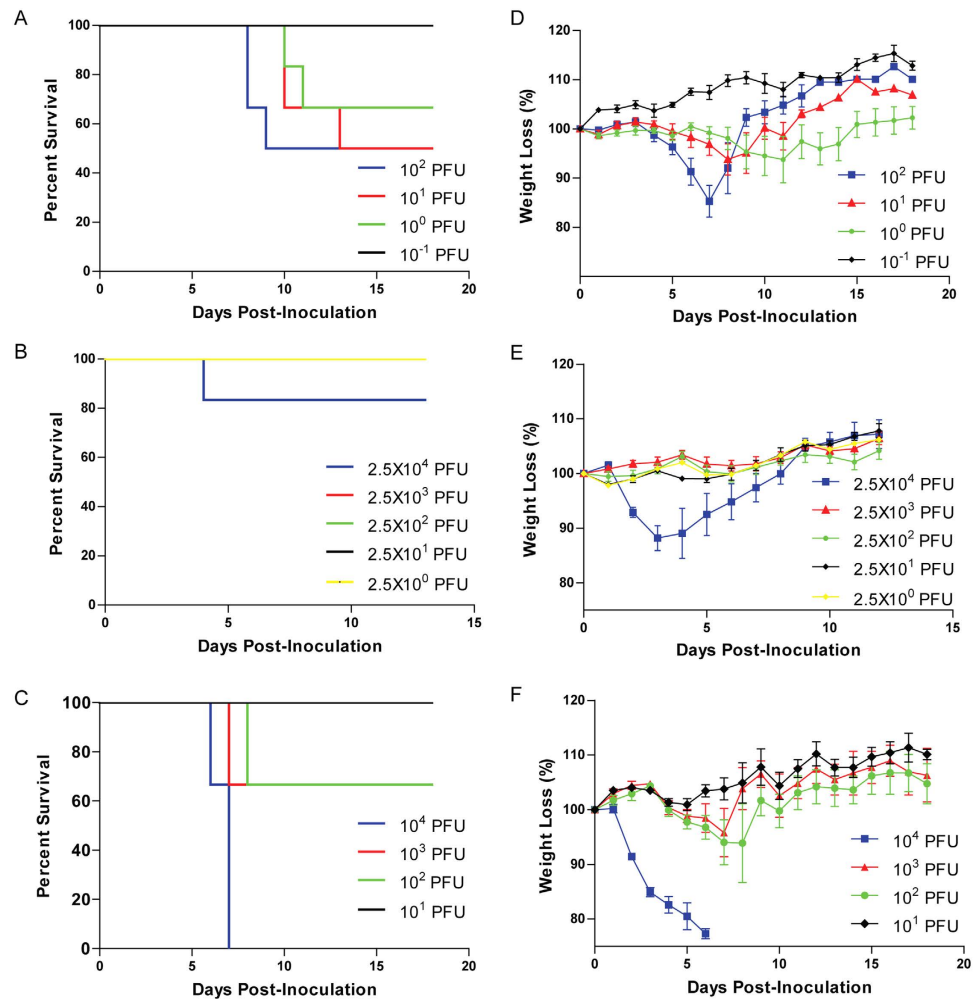 A
Percent Survival
100
80
60
40
20
0
10² PFU
10¹ PFU
10⁰ PFU
10⁻¹ PFU
0 5 10 15 20
Days Post-Inoculation
D
Weight Loss (%)
120
110
100
90
80
10² PFU
10¹ PFU
10⁰ PFU
10⁻¹ PFU
0 5 10 15 20
Days Post-Inoculation
B
Percent Survival
100
80
60
40
20
0
2.5X10⁴ PFU
2.5X10³ PFU
2.5X10² PFU
2.5X10¹ PFU
2.5X10⁰ PFU
0 5 10 15
Days Post-Inoculation
E
Weight Loss (%)
120
110
100
90
80
2.5X10⁴ PFU
2.5X10³ PFU
2.5X10² PFU
2.5X10¹ PFU
2.5X10⁰ PFU
0 5 10 15
Days Post-Inoculation
C
Percent Survival
100
80
60
40
20
0
10⁴ PFU
10³ PFU
10² PFU
10¹ PFU
0 5 10 15 20
Days Post-Inoculation
F
Weight Loss (%)
120
110
100
90
80
10⁴ PFU
10³ PFU
10² PFU
10¹ PFU
0 5 10 15 20
Days Post-Inoculation